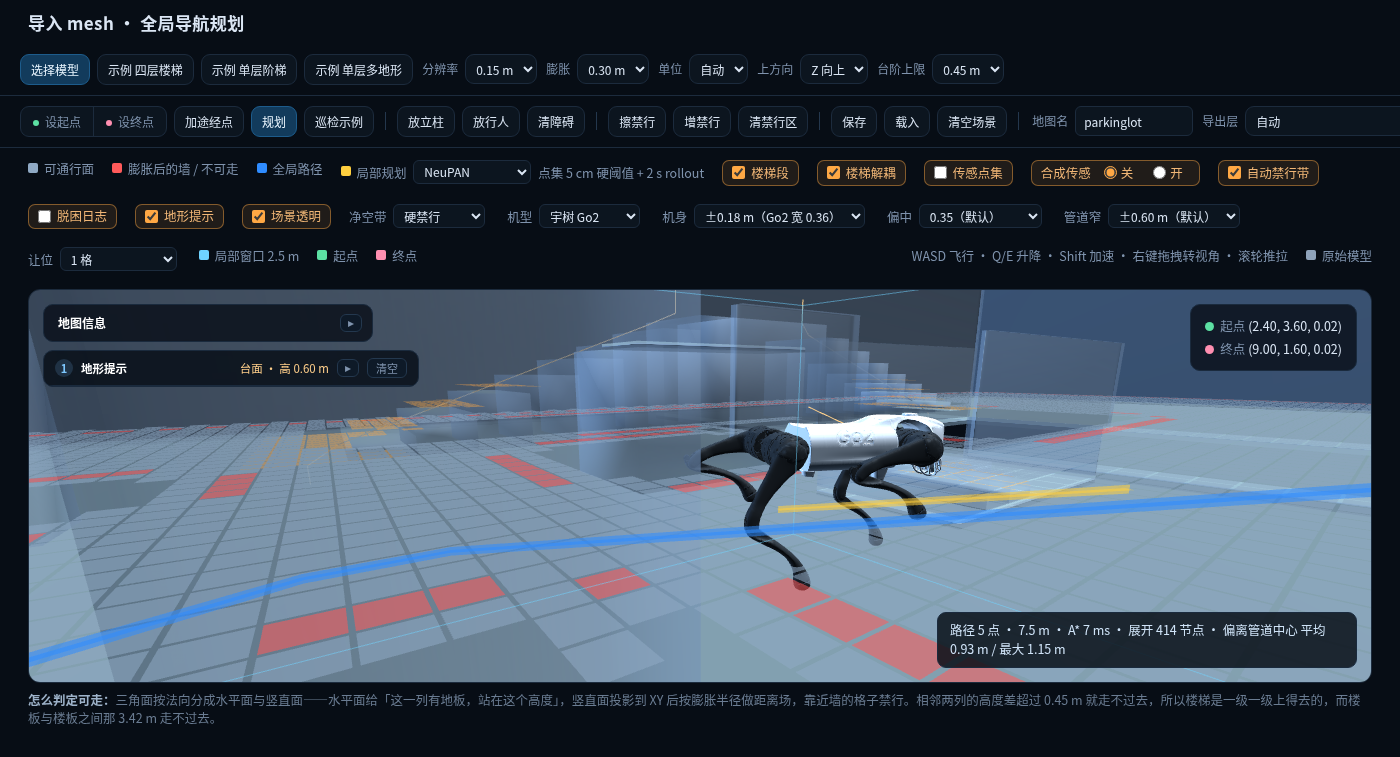 导入 mesh · 全局导航规划
选择模型 示例 四层楼梯 示例 单层阶梯 示例 单层多地形 分辨率 0.15 m 膨胀 0.30 m 单位 自动 上方向 Z 向上 台阶上限 0.45 m
设起点 设终点 加途经点 规划 巡检示例 放立柱 放行人 清障碍 擦禁行 增禁行 清禁行区 保存 载入 清空场景 地图名 parkinglot 导出层 自动
可通行面 膨胀后的墙 / 不可走 全局路径 局部规划 NeuPAN 点集 5 cm 硬阈值 + 2 s rollout 楼梯段 楼梯解耦 传感点集 合成传感 关 开 自动禁行带
脱困日志 地形提示 场景透明 净空带 硬禁行 机型 宇树 Go2 机身 ±0.18 m（Go2 宽 0.36） 偏中 0.35（默认） 管道窄 ±0.60 m（默认）
让位 1 格 局部窗口 2.5 m 起点 终点 WASD 飞行 · Q/E 升降 · Shift 加速 · 右键拖拽转视角 · 滚轮推拉 原始模型
地图信息
1 地形提示 台面 · 高 0.60 m 清空
起点 (2.40, 3.60, 0.02)
终点 (9.00, 1.60, 0.02)
GO2
路径 5 点 · 7.5 m · A* 7 ms · 展开 414 节点 · 偏离管道中心 平均
0.93 m / 最大 1.15 m
怎么判定可走：三角面按法向分成水平面与竖直面——水平面给「这一列有地板，站在这个高度」，竖直面投影到 XY 后按膨胀半径做距离场，靠近墙的格子禁行。相邻两列的高度差超过 0.45 m 就走不过去，所以楼梯是一级一级上得去的，而楼
板与楼板之间那 3.42 m 走不过去。